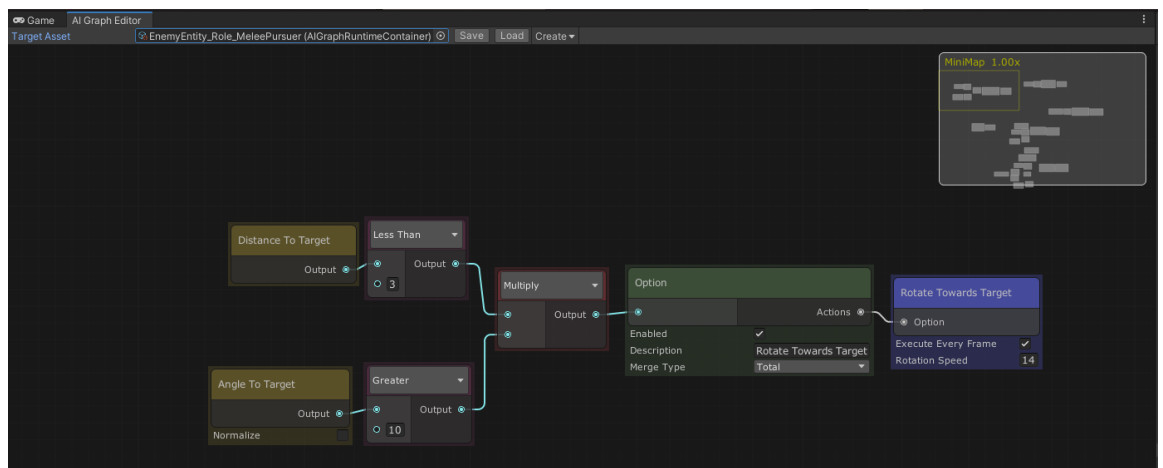 Game AI Graph Editor
Target Asset EnemyEntity_Role_MeleePursuer (AIGraphRuntimeContainer) Save Load Create
MiniMap 1.00x
Distance To Target
Output
Less Than
Output
3
Angle To Target
Output
Normalize
Greater
Output
10
Multiply
Output
Option
Actions
Enabled
Description Rotate Towards Target
Merge Type Total
Rotate Towards Target
Option
Execute Every Frame
Rotation Speed 14